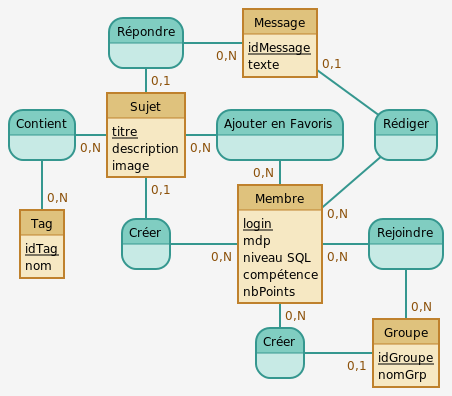 Message
idMessage
texte
Répondre
0,N
0,1
0,1
Sujet
titre
description
image
Contient
0,N
0,N
Ajouter en Favoris
Rédiger
0,N
0,N
0,1
Membre
login
mdp
niveau SQL
compétence
nbPoints
0,N
Tag
idTag
nom
Créer
0,N
0,N
Rejoindre
0,N
0,N
Créer
0,1
Groupe
idGroupe
nomGrp